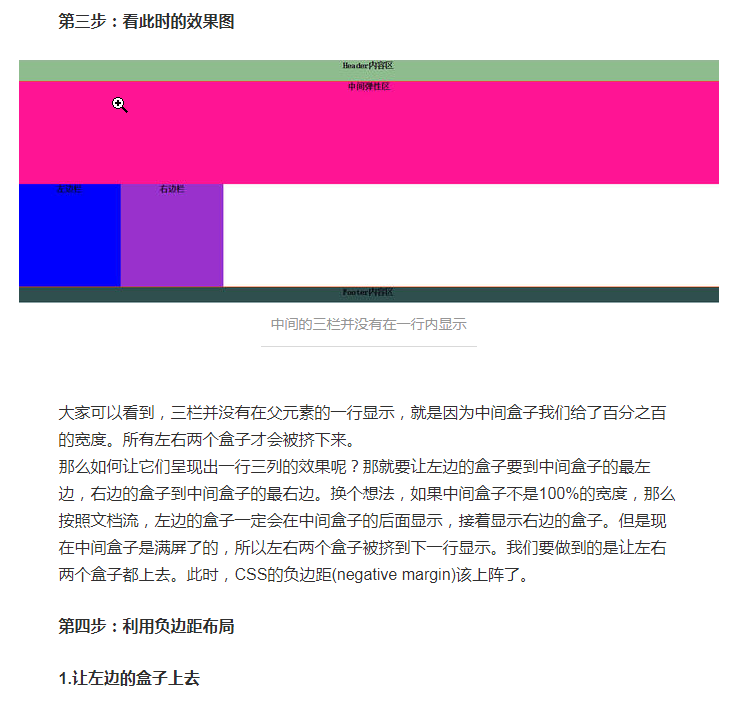 第三步：看此时的效果图
Header内容区
中间弹性区
左边栏 右边栏
Footer内容区
中间的三栏并没有在一行内显示
大家可以看到，三栏并没有在父元素的一行显示，就是因为中间盒子我们给了百分之百
的宽度。所有左右两个盒子才会被挤下来。
那么如何让它们呈现出一行三列的效果呢？那就要让左边的盒子要到中间盒子的最左
边，右边的盒子到中间盒子的最右边。换个想法，如果中间盒子不是100%的宽度，那么
按照文档流，左边的盒子一定会在中间盒子的后面显示，接着显示右边的盒子。但是现
在中间盒子是满屏了的，所以左右两个盒子被挤到下一行显示。我们要做到的是让左右
两个盒子都上去。此时，CSS的负边距(negative margin)该上阵了。
第四步：利用负边距布局
1.让左边的盒子上去